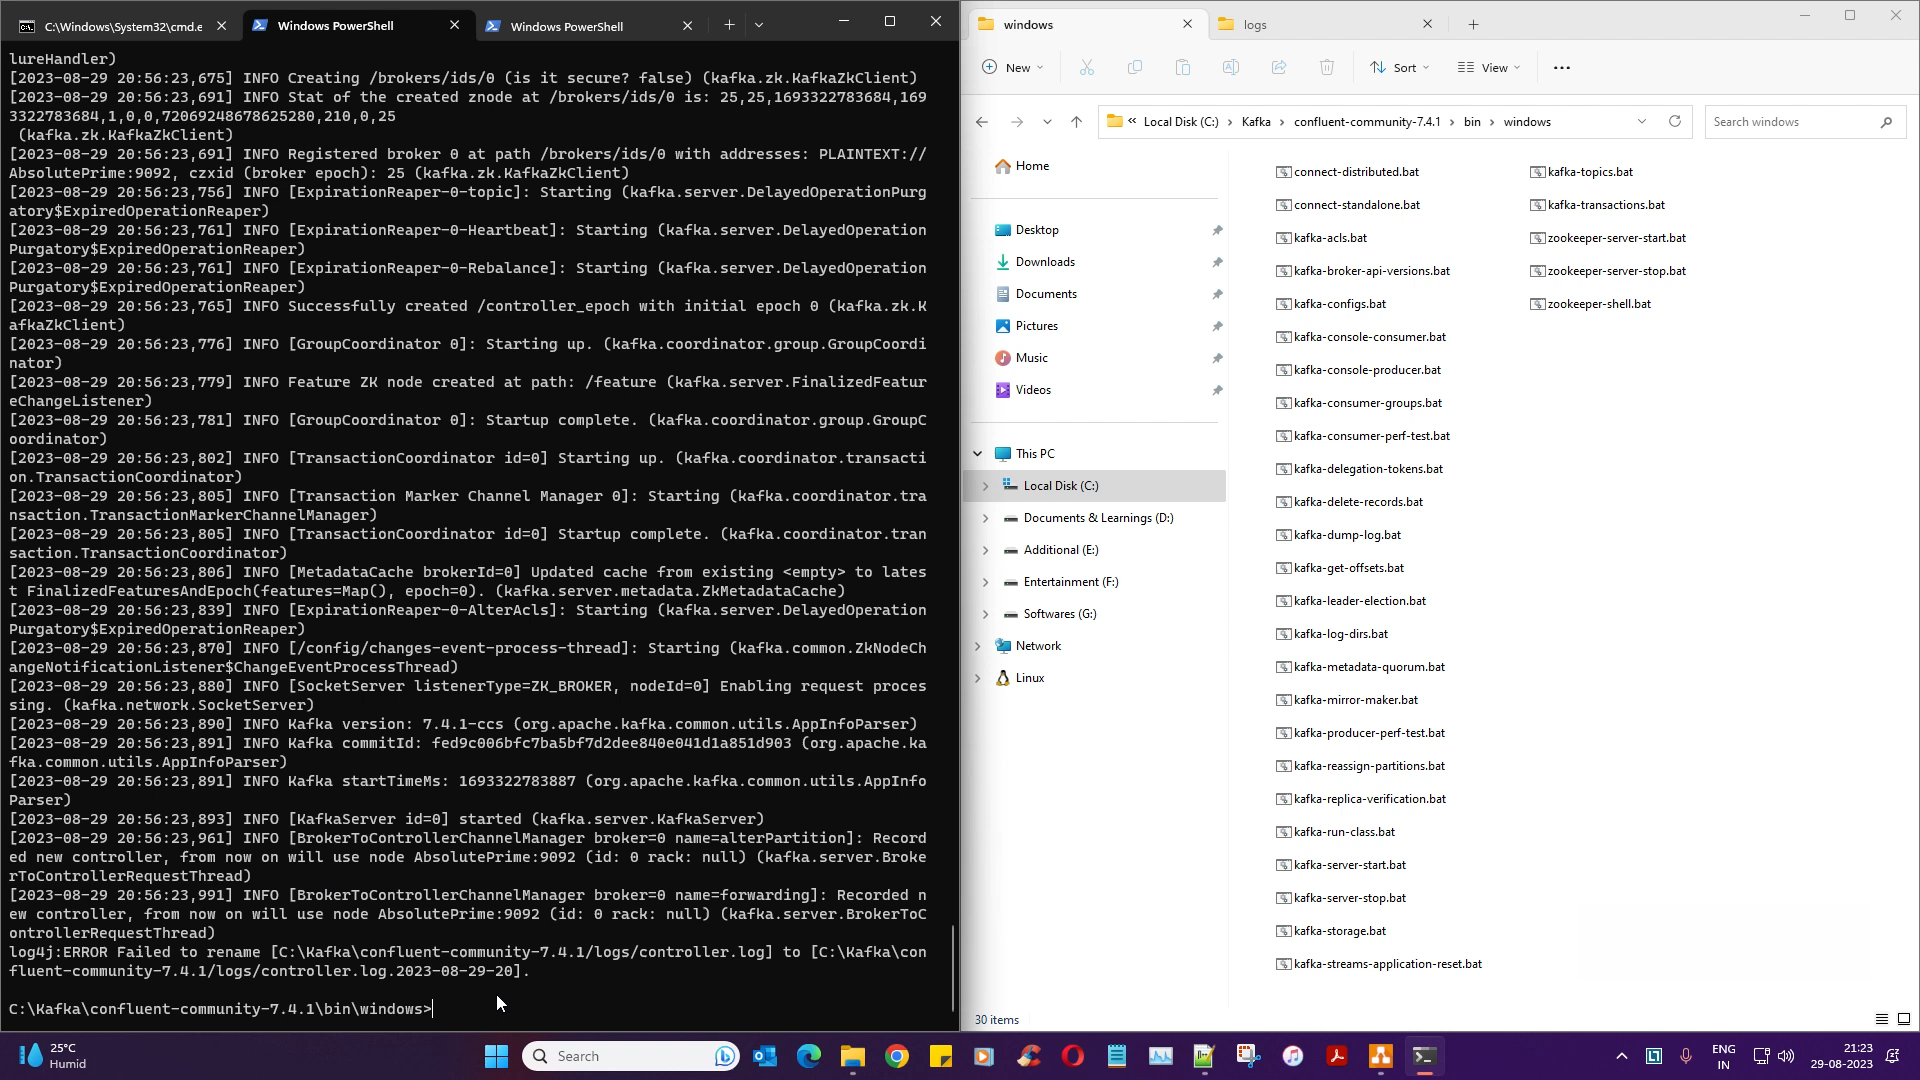 C:\Windows\System32\cmd.e
Windows PowerShell
Windows PowerShell
lureHandler)
[2023-08-29 20:56:23,675] INFO Creating /brokers/ids/0 (is it secure? false) (kafka.zk.KafkaZkClient)
[2023-08-29 20:56:23,691] INFO Stat of the created znode at /brokers/ids/0 is: 25,25,1693322783684,169
3322783684,1,0,0,72069248678625280,210,0,25
(kafka.zk.KafkaZkClient)
[2023-08-29 20:56:23,691] INFO Registered broker 0 at path /brokers/ids/0 with addresses: PLAINTEXT://
AbsolutePrime:9092, czxid (broker epoch): 25 (kafka.zk.KafkaZkClient)
[2023-08-29 20:56:23,756] INFO [ExpirationReaper-0-topic]: Starting (kafka.server.DelayedOperationPurg
atory$ExpiredOperationReaper)
[2023-08-29 20:56:23,761] INFO [ExpirationReaper-0-Heartbeat]: Starting (kafka.server.DelayedOperation
Purgatory$ExpiredOperationReaper)
[2023-08-29 20:56:23,761] INFO [ExpirationReaper-0-Rebalance]: Starting (kafka.server.DelayedOperation
Purgatory$ExpiredOperationReaper)
[2023-08-29 20:56:23,765] INFO Successfully created /controller_epoch with initial epoch 0 (kafka.zk.K
afkaZkClient)
[2023-08-29 20:56:23,776] INFO [GroupCoordinator 0]: Starting up. (kafka.coordinator.group.GroupCoordi
nator)
[2023-08-29 20:56:23,779] INFO Feature ZK node created at path: /feature (kafka.server.FinalizedFeatur
eChangeListener)
[2023-08-29 20:56:23,781] INFO [GroupCoordinator 0]: Startup complete. (kafka.coordinator.group.GroupC
oordinator)
[2023-08-29 20:56:23,802] INFO [TransactionCoordinator id=0] Starting up. (kafka.coordinator.transacti
on.TransactionCoordinator)
[2023-08-29 20:56:23,805] INFO [Transaction Marker Channel Manager 0]: Starting (kafka.coordinator.tra
nsaction.TransactionMarkerChannelManager)
[2023-08-29 20:56:23,805] INFO [TransactionCoordinator id=0] Startup complete. (kafka.coordinator.tran
saction.TransactionCoordinator)
[2023-08-29 20:56:23,806] INFO [MetadataCache brokerId=0] Updated cache from existing <empty> to lates
t FinalizedFeaturesAndEpoch(features=Map(), epoch=0). (kafka.server.metadata.ZkMetadataCache)
[2023-08-29 20:56:23,839] INFO [ExpirationReaper-0-AlterAcls]: Starting (kafka.server.DelayedOperation
Purgatory$ExpiredOperationReaper)
[2023-08-29 20:56:23,870] INFO [/config/changes-event-process-thread]: Starting (kafka.common.ZkNodeCh
angeNotificationListener$ChangeEventProcessThread)
[2023-08-29 20:56:23,880] INFO [SocketServer listenerType=ZK_BROKER, nodeId=0] Enabling request proces
sing. (kafka.network.SocketServer)
[2023-08-29 20:56:23,890] INFO Kafka version: 7.4.1-ccs (org.apache.kafka.common.utils.AppInfoParser)
[2023-08-29 20:56:23,891] INFO Kafka commitId: fed9c006bfc7ba5bf7d2dee840e041d1a851d903 (org.apache.ka
fka.common.utils.AppInfoParser)
[2023-08-29 20:56:23,891] INFO Kafka startTimeMs: 1693322783887 (org.apache.kafka.common.utils.AppInfo
Parser)
[2023-08-29 20:56:23,893] INFO [KafkaServer id=0] started (kafka.server.KafkaServer)
[2023-08-29 20:56:23,961] INFO [BrokerToControllerChannelManager broker=0 name=alterPartition]: Record
ed new controller, from now on will use node AbsolutePrime:9092 (id: 0 rack: null) (kafka.server.Broke
rToControllerRequestThread)
[2023-08-29 20:56:23,991] INFO [BrokerToControllerChannelManager broker=0 name=forwarding]: Recorded n
ew controller, from now on will use node AbsolutePrime:9092 (id: 0 rack: null) (kafka.server.BrokerToC
ontrollerRequestThread)
log4j:ERROR Failed to rename [C:\Kafka\confluent-community-7.4.1/logs/controller.log] to [C:\Kafka\con
fluent-community-7.4.1/logs/controller.log.2023-08-29-20].
C:\Kafka\confluent-community-7.4.1\bin\windows>
windows
logs
New
Sort
View
« Local Disk (C:) > Kafka > confluent-community-7.4.1 > bin > windows
Search windows
Home
Desktop
Downloads
Documents
Pictures
Music
Videos
This PC
Local Disk (C:)
Documents & Learnings (D:)
Additional (E:)
Entertainment (F:)
Softwares (G:)
Network
Linux
connect-distributed.bat
connect-standalone.bat
kafka-acls.bat
kafka-broker-api-versions.bat
kafka-configs.bat
kafka-console-consumer.bat
kafka-console-producer.bat
kafka-consumer-groups.bat
kafka-consumer-perf-test.bat
kafka-delegation-tokens.bat
kafka-delete-records.bat
kafka-dump-log.bat
kafka-get-offsets.bat
kafka-leader-election.bat
kafka-log-dirs.bat
kafka-metadata-quorum.bat
kafka-mirror-maker.bat
kafka-producer-perf-test.bat
kafka-reassign-partitions.bat
kafka-replica-verification.bat
kafka-run-class.bat
kafka-server-start.bat
kafka-server-stop.bat
kafka-storage.bat
kafka-streams-application-reset.bat
kafka-topics.bat
kafka-transactions.bat
zookeeper-server-start.bat
zookeeper-server-stop.bat
zookeeper-shell.bat
30 items
25°C
Humid
Search
ENG
IN
21:23
29-08-2023